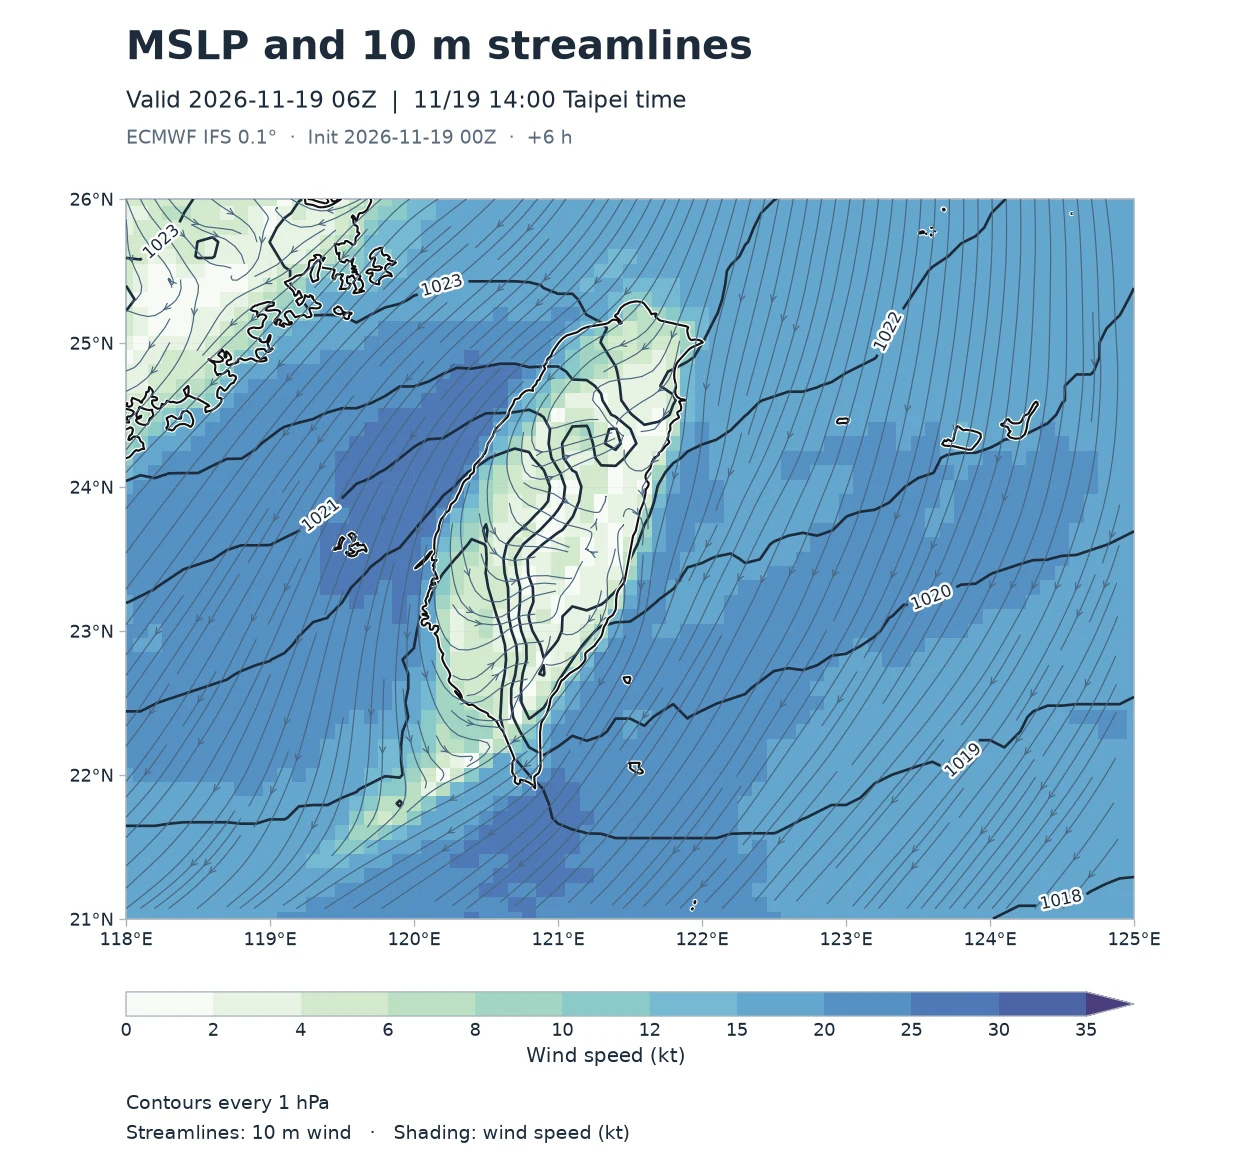 MSLP and 10 m streamlines
Valid 2026-11-19 06Z | 11/19 14:00 Taipei time
ECMWF IFS 0.1° · Init 2026-11-19 00Z · +6 h
26°N
25°N
24°N
23°N
22°N
21°N
1023
1023
1022
1021
1020
1019
1018
118°E 119°E 120°E 121°E 122°E 123°E 124°E 125°E
0 2 4 6 8 10 12 15 20 25 30 35
Wind speed (kt)
Contours every 1 hPa
Streamlines: 10 m wind · Shading: wind speed (kt)